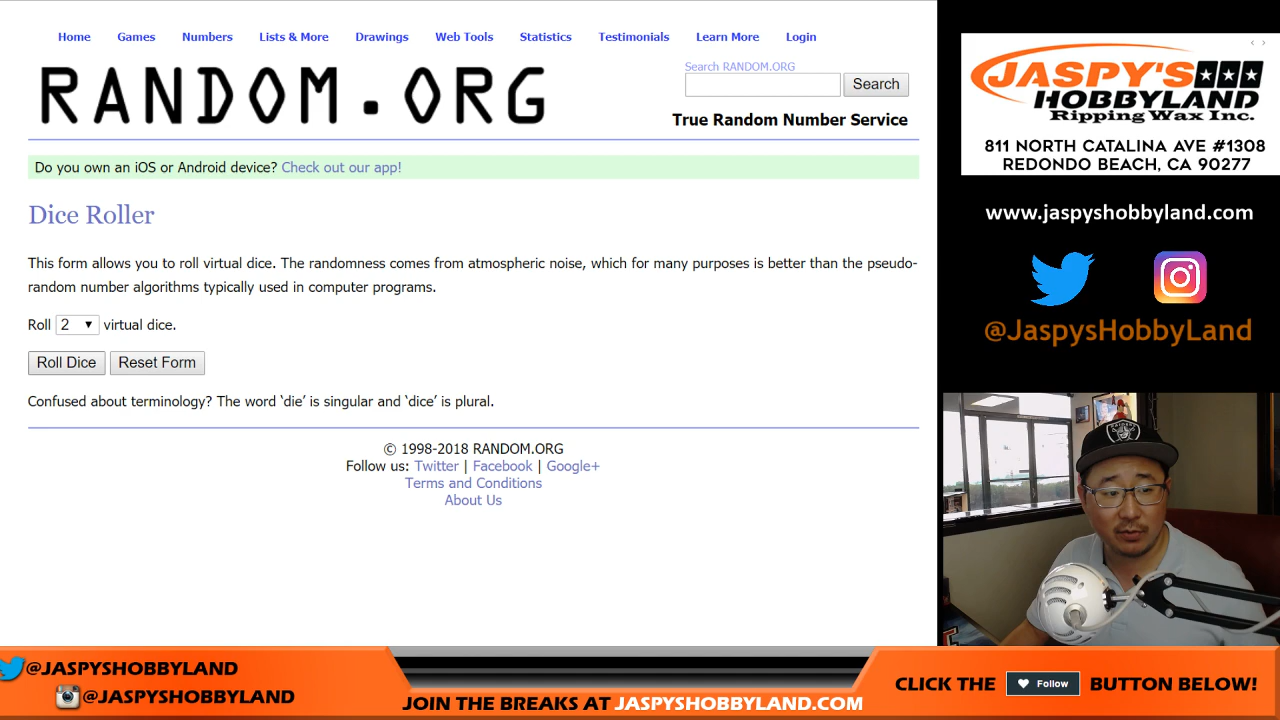 Home Games Numbers Lists & More Drawings Web Tools Statistics Testimonials Learn More Login
RANDOM.ORG
Search RANDOM.ORG
Search
True Random Number Service
Do you own an iOS or Android device? Check out our app!
Dice Roller
This form allows you to roll virtual dice. The randomness comes from atmospheric noise, which for many purposes is better than the pseudo-
random number algorithms typically used in computer programs.
Roll 2 virtual dice.
Roll Dice Reset Form
Confused about terminology? The word ‘die’ is singular and ‘dice’ is plural.
© 1998-2018 RANDOM.ORG
Follow us: Twitter | Facebook | Google+
Terms and Conditions
About Us
JASPY'S
HOBBYLAND
Ripping Wax Inc.
811 NORTH CATALINA AVE #1308
REDONDO BEACH, CA 90277
www.jaspyshobbyland.com
@JaspysHobbyLand
RAIDERS
@JASPYSHOBBYLAND
@JASPYSHOBBYLAND
JOIN THE BREAKS AT JASPYSHOBBYLAND.COM
CLICK THE Follow BUTTON BELOW!